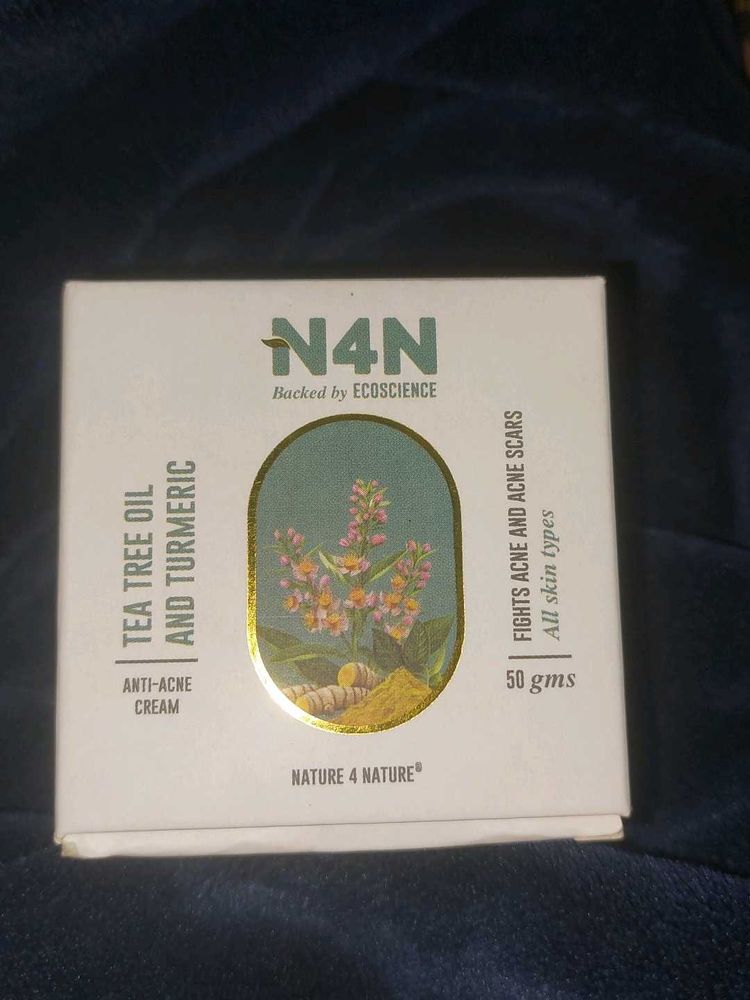 N4N
Backed by ECOSCIENCE
TEA TREE OIL
AND TURMERIC
ANTI-ACNE
CREAM
FIGHTS ACNE AND ACNE SCARS
All skin types
50 gms
NATURE 4 NATURE®